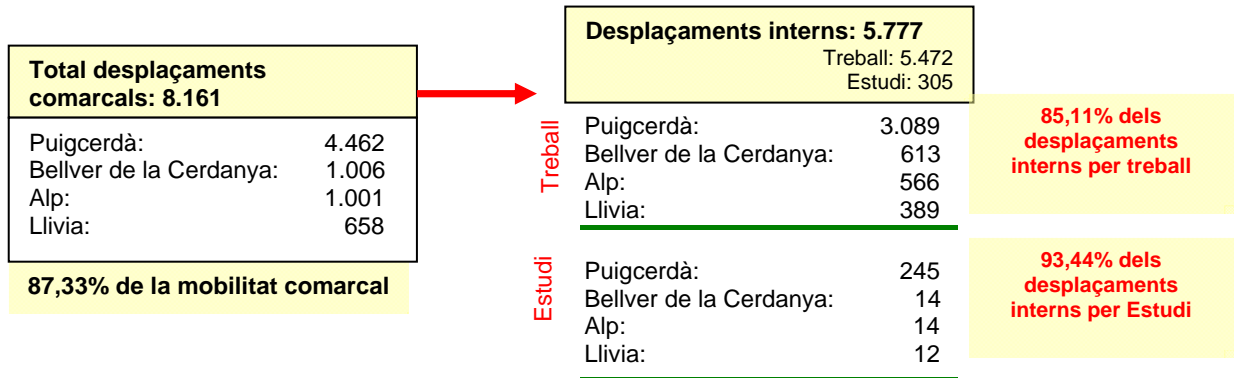 Total desplaçaments
comarcals: 8.161
Puigcerdà: 4.462
Bellver de la Cerdanya: 1.006
Alp: 1.001
Llivia: 658
87,33% de la mobilitat comarcal
Desplaçaments interns: 5.777
Treball: 5.472
Estudi: 305
Treball
Puigcerdà: 3.089
Bellver de la Cerdanya: 613
Alp: 566
Llivia: 389
85,11% dels
desplaçaments
interns per treball
Estudi
Puigcerdà: 245
Bellver de la Cerdanya: 14
Alp: 14
Llivia: 12
93,44% dels
desplaçaments
interns per Estudi